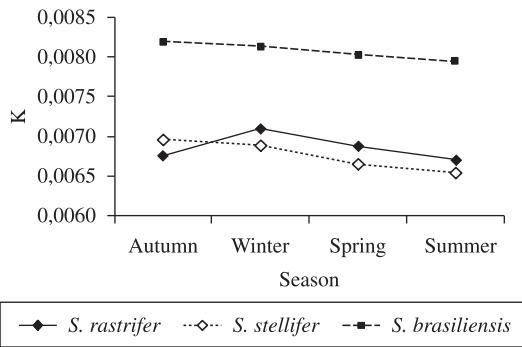 0,0085
0,0080
0,0075
0,0070
0,0065
0,0060
K
Autumn Winter Spring Summer
Season
S. rastrifer S. stellifer S. brasiliensis